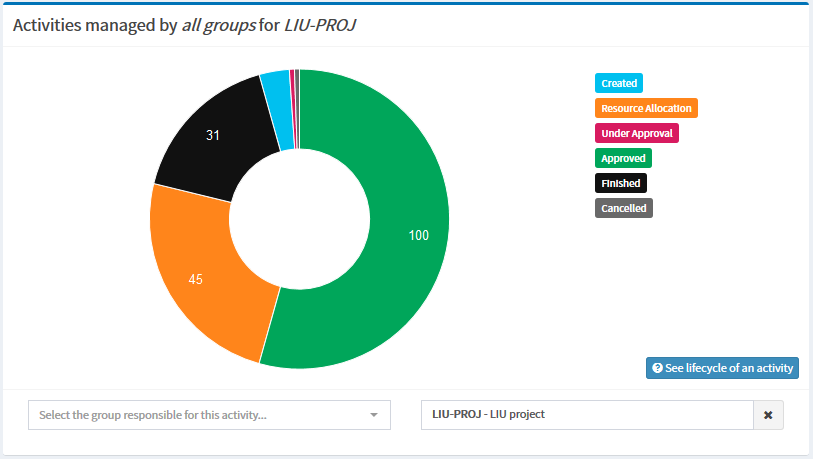 Activities managed by all groups for LIU-PROJ
31
100
45
Created
Resource Allocation
Under Approval
Approved
Finished
Cancelled
See lifecycle of an activity
Select the group responsible for this activity...
LIU-PROJ - LIU project